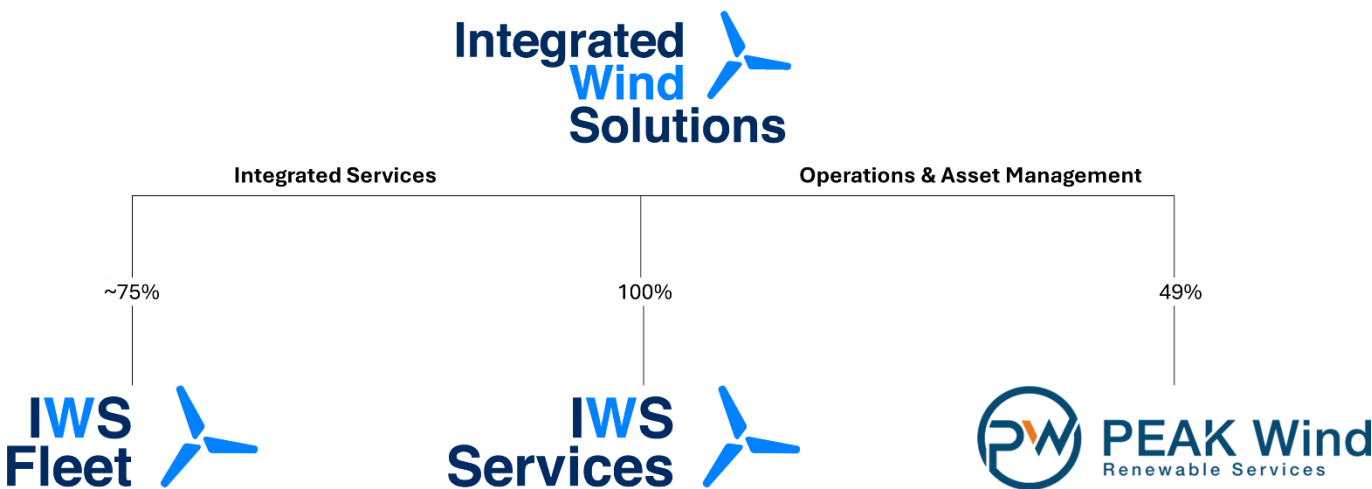 Integrated
Wind
Solutions
Integrated Services
Operations & Asset Management
~75%
100%
49%
IWS
Fleet
IWS
Services
PW
PEAK Wind
Renewable Services